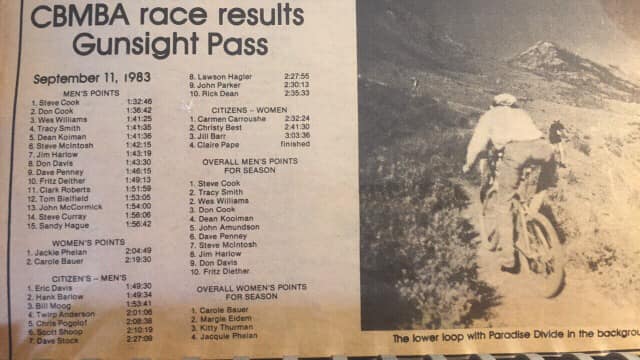 CBMBA race results
Gunsight Pass
September 11, 1983
MEN'S POINTS
1. Steve Cook 1:32:46
2. Don Cook 1:36:42
3. Wes Williams 1:41:25
4. Tracy Smith 1:41:35
5. Dean Koiman 1:41:36
6. Steve McIntosh 1:42:15
7. Jim Harlow 1:43:19
8. Don Davis 1:43:30
9. Dave Penney 1:46:15
10. Fritz Deither 1:49:13
11. Clark Roberts 1:51:59
12. Tom Bielfield 1:53:05
13. John McCormick 1:54:00
14. Steve Curray 1:56:06
15. Sandy Hague 1:56:42
WOMEN'S POINTS
1. Jackie Phelan 2:04:49
2. Carole Bauer 2:19:30
CITIZEN'S - MEN'S
1. Eric Davis 1:49:30
2. Hank Barlow 1:49:34
3. Bill Moog 1:53:41
4. Twirp Anderson 2:01:06
5. Chris Pogolof 2:08:38
6. Scott Shoop 2:10:19
7. Dave Stock 2:27:09
8. Lawson Hagler 2:27:55
9. John Parker 2:30:13
10. Rick Dean 2:35:33
CITIZENS - WOMEN
1. Carmen Carroushe 2:32:24
2. Christy Best 2:41:30
3. Jill Barr 3:03:36
4. Claire Pape finished
OVERALL MEN'S POINTS
FOR SEASON
1. Steve Cook
2. Tracy Smith
2. Wes Williams
3. Don Cook
4. Dean Kooiman
5. John Amundson
6. Dave Penney
7. Steve McIntosh
8. Jim Harlow
9. Don Davis
10. Fritz Diether
OVERALL WOMEN'S POINTS
FOR SEASON
1. Carole Bauer
2. Margie Eidem
3. Kitty Thurman
4. Jacquie Phelan
The lower loop with Paradise Divide in the backgrou